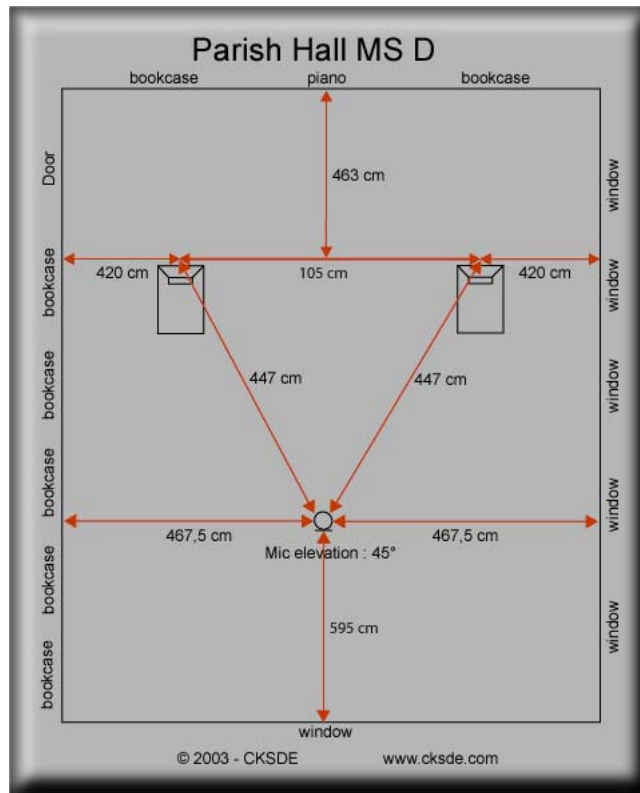 Parish Hall MS D
bookcase piano bookcase
Door
window
463 cm
bookcase
420 cm
105 cm
420 cm
window
bookcase
447 cm
447 cm
window
bookcase
467,5 cm
467,5 cm
window
Mic elevation : 45°
bookcase
595 cm
window
bookcase
window
© 2003 - CKSDE www.cksde.com